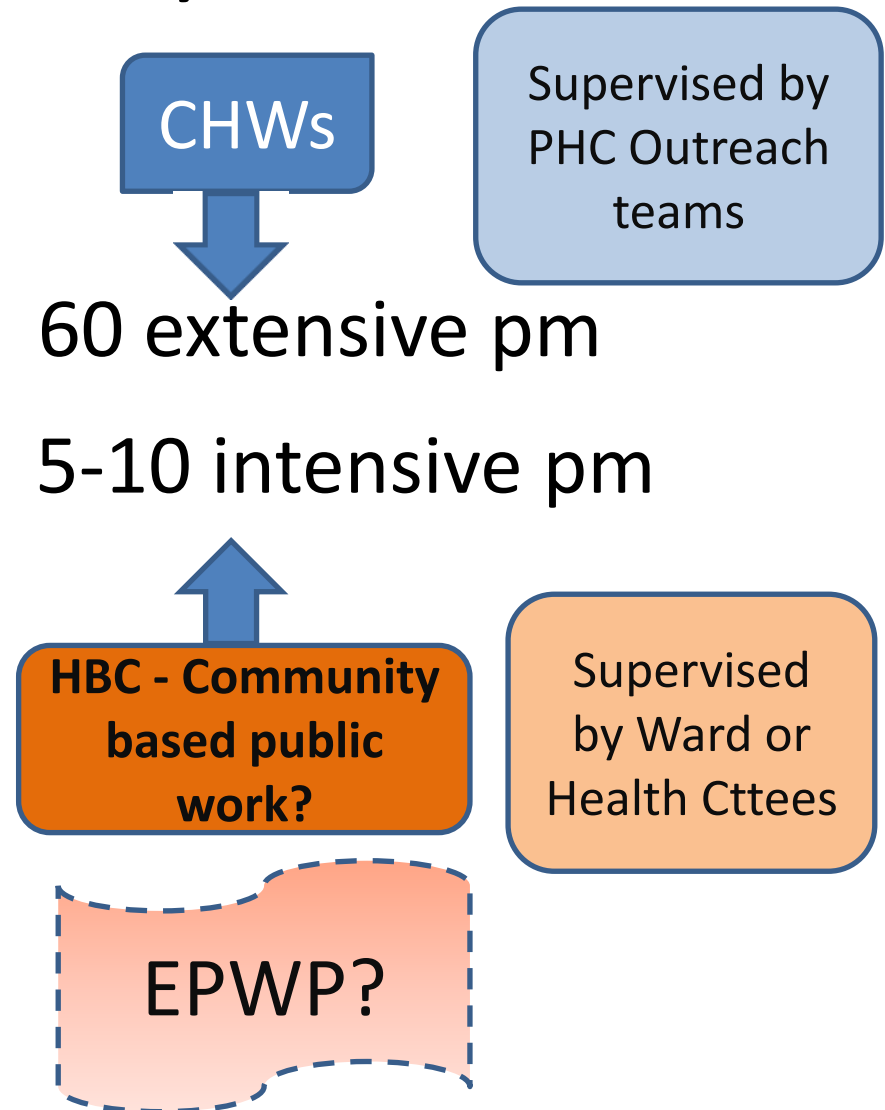 CHWs
Supervised by
PHC Outreach
teams
60 extensive pm
5-10 intensive pm
HBC - Community
based public
work?
Supervised
by Ward or
Health Cttees
EPWP?